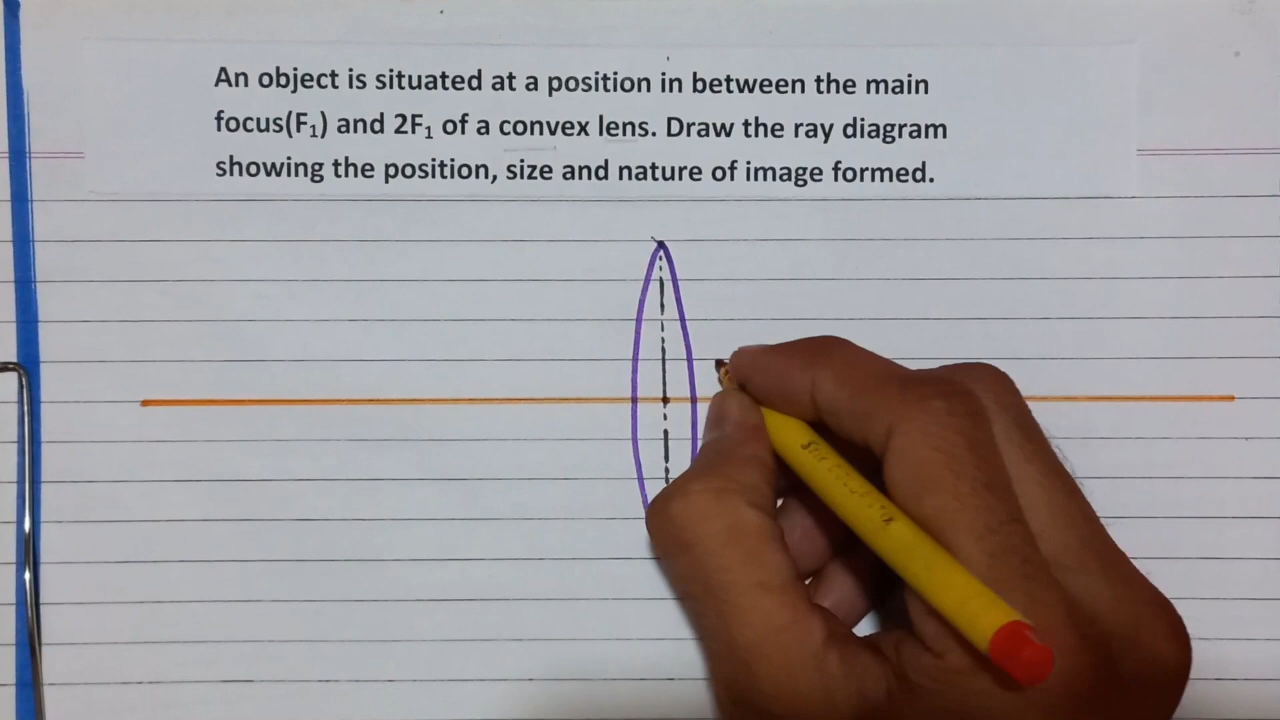 An object is situated at a position in between the main
focus(F₁) and 2F₁ of a convex lens. Draw the ray diagram
showing the position, size and nature of image formed.